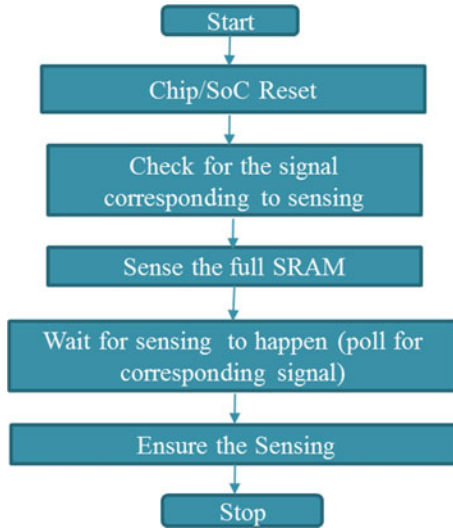 Start
Chip/SoC Reset
Check for the signal
corresponding to sensing
Sense the full SRAM
Wait for sensing to happen (poll for
corresponding signal)
Ensure the Sensing
Stop